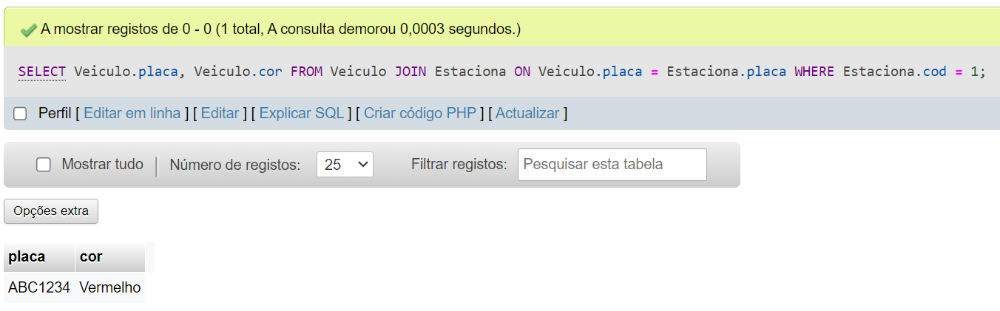 A mostrar registos de 0 - 0 (1 total, A consulta demorou 0,0003 segundos.)
SELECT Veiculo.placa, Veiculo.cor FROM Veiculo JOIN Estaciona ON Veiculo.placa = Estaciona.placa WHERE Estaciona.cod = 1;
Perfil [ Editar em linha ] [ Editar ] [ Explicar SQL ] [ Criar código PHP ] [ Actualizar ]
Mostrar tudo | Número de registos: 25 Filtrar registos: Pesquisar esta tabela
Opções extra
placa cor
ABC1234 Vermelho